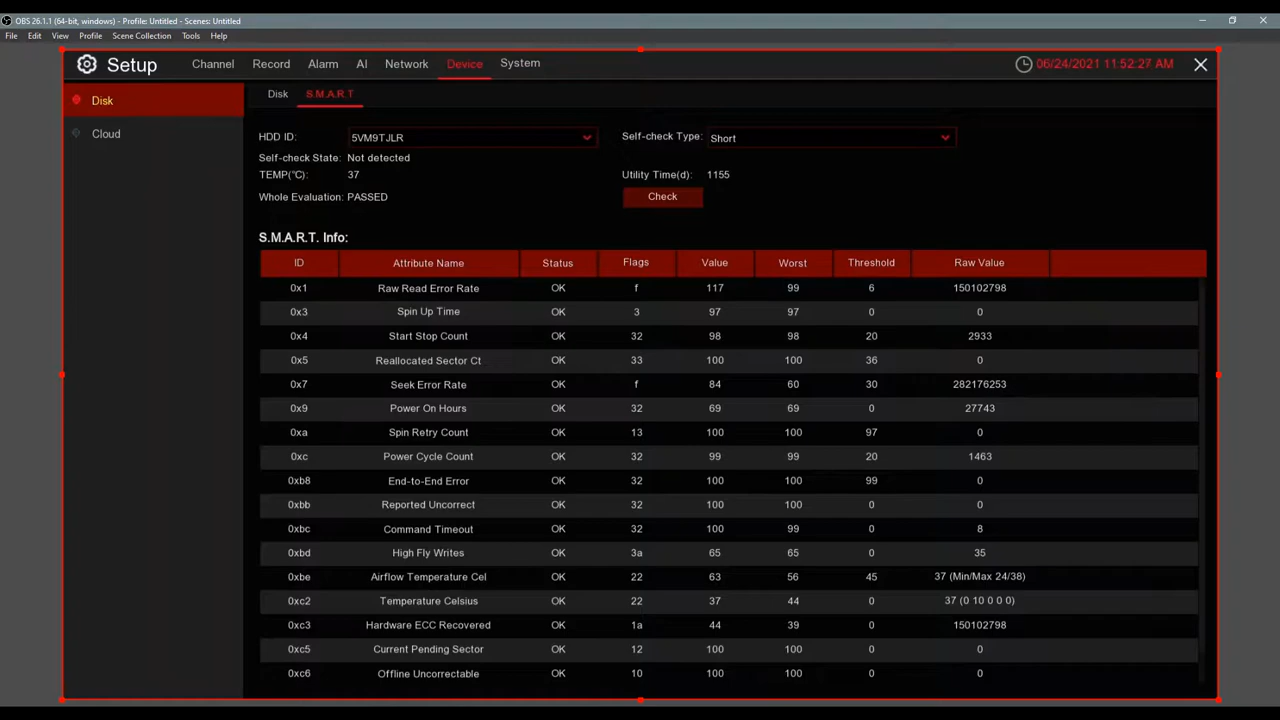 OBS 26.1.1 (64-bit, windows) - Profile: Untitled - Scenes: Untitled
File Edit View Profile Scene Collection Tools Help
Setup Channel Record Alarm AI Network Device System 06/24/2021 11:52:27 AM
Disk
Cloud
Disk S.M.A.R.T
HDD ID: 5VM9TJLR Self-check Type: Short
Self-check State: Not detected
TEMP(℃): 37 Utility Time(d): 1155
Whole Evaluation: PASSED Check
S.M.A.R.T. Info:
ID Attribute Name Status Flags Value Worst Threshold Raw Value
0x1 Raw Read Error Rate OK f 117 99 6 150102798
0x3 Spin Up Time OK 3 97 97 0 0
0x4 Start Stop Count OK 32 98 98 20 2933
0x5 Reallocated Sector Ct OK 33 100 100 36 0
0x7 Seek Error Rate OK f 84 60 30 282176253
0x9 Power On Hours OK 32 69 69 0 27743
0xa Spin Retry Count OK 13 100 100 97 0
0xc Power Cycle Count OK 32 99 99 20 1463
0xb8 End-to-End Error OK 32 100 100 99 0
0xbb Reported Uncorrect OK 32 100 100 0 0
0xbc Command Timeout OK 32 100 99 0 8
0xbd High Fly Writes OK 3a 65 65 0 35
0xbe Airflow Temperature Cel OK 22 63 56 45 37 (Min/Max 24/38)
0xc2 Temperature Celsius OK 22 37 44 0 37 (0 10 0 0 0)
0xc3 Hardware ECC Recovered OK 1a 44 39 0 150102798
0xc5 Current Pending Sector OK 12 100 100 0 0
0xc6 Offline Uncorrectable OK 10 100 100 0 0